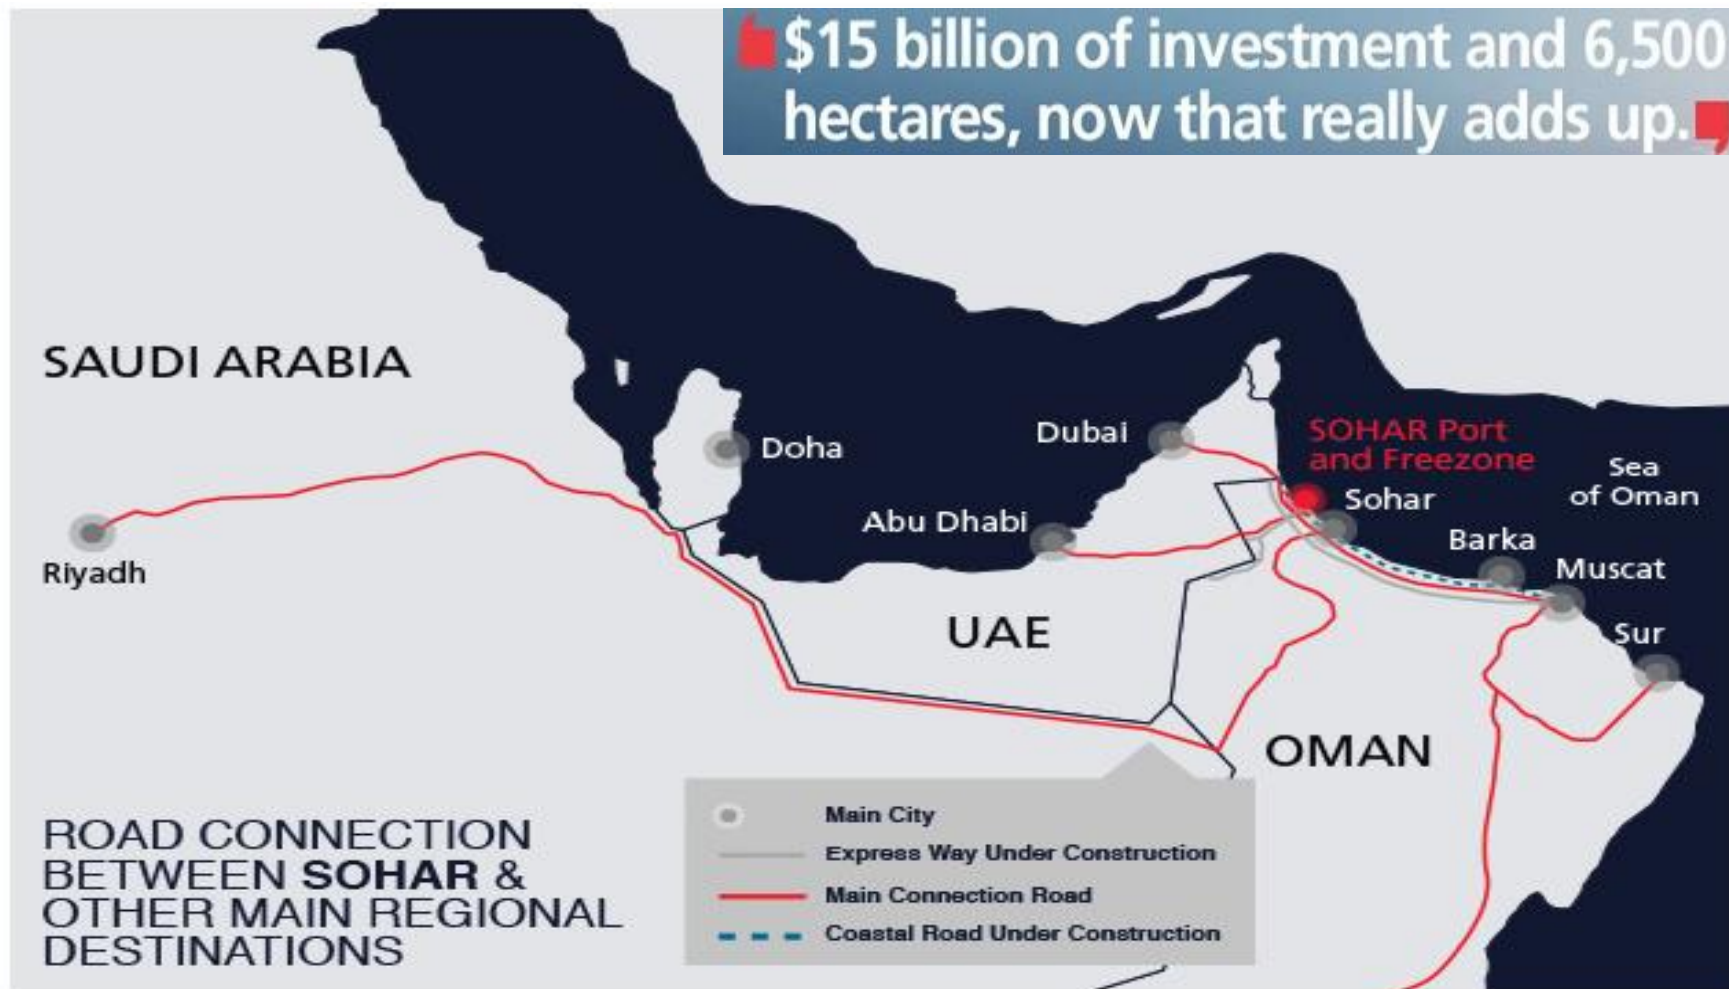 $15 billion of investment and 6,500
hectares, now that really adds up.
SAUDI ARABIA
Riyadh
Doha
Dubai
Abu Dhabi
SOHAR Port
and Freezone
Sohar
Sea
of Oman
Barka
Muscat
Sur
UAE
OMAN
ROAD CONNECTION
BETWEEN SOHAR &
OTHER MAIN REGIONAL
DESTINATIONS
Main City
Express Way Under Construction
Main Connection Road
Coastal Road Under Construction